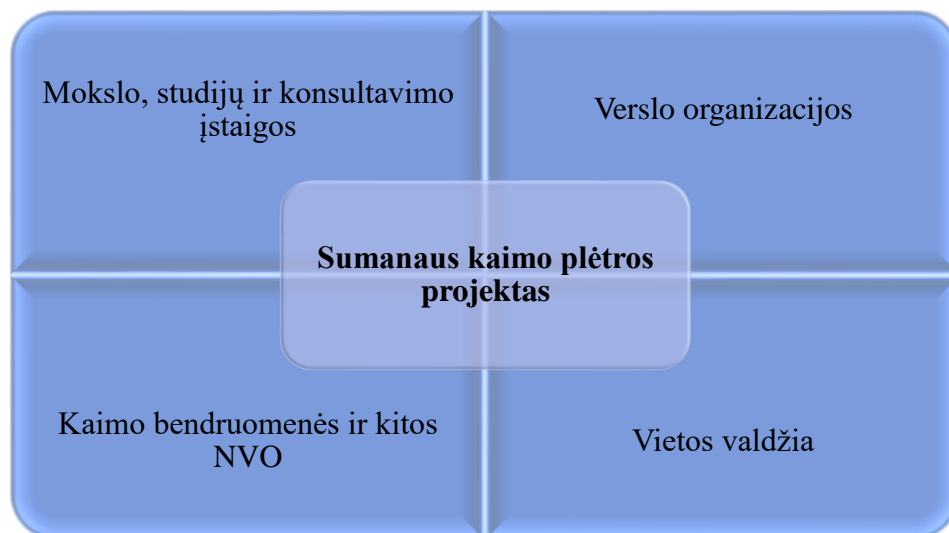 Mokslo, studijų ir konsultavimo
įstaigos
Verslo organizacijos
Sumanaus kaimo plėtros
projektas
Kaimo bendruomenės ir kitos
NVO
Vietos valdžia